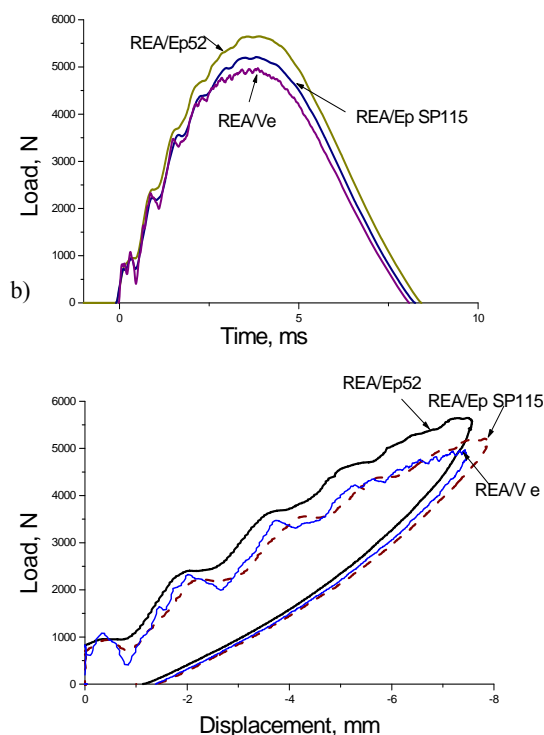 6000
5000
4000
3000
2000
1000
0
Load, N
REA/Ep52
REA/Ve
REA/Ep SP115
b)
0 5 10
Time, ms
6000
5000
4000
3000
2000
1000
0
Load, N
REA/Ep52
REA/Ep SP115
REA/V e
0 -2 -4 -6 -8
Displacement, mm